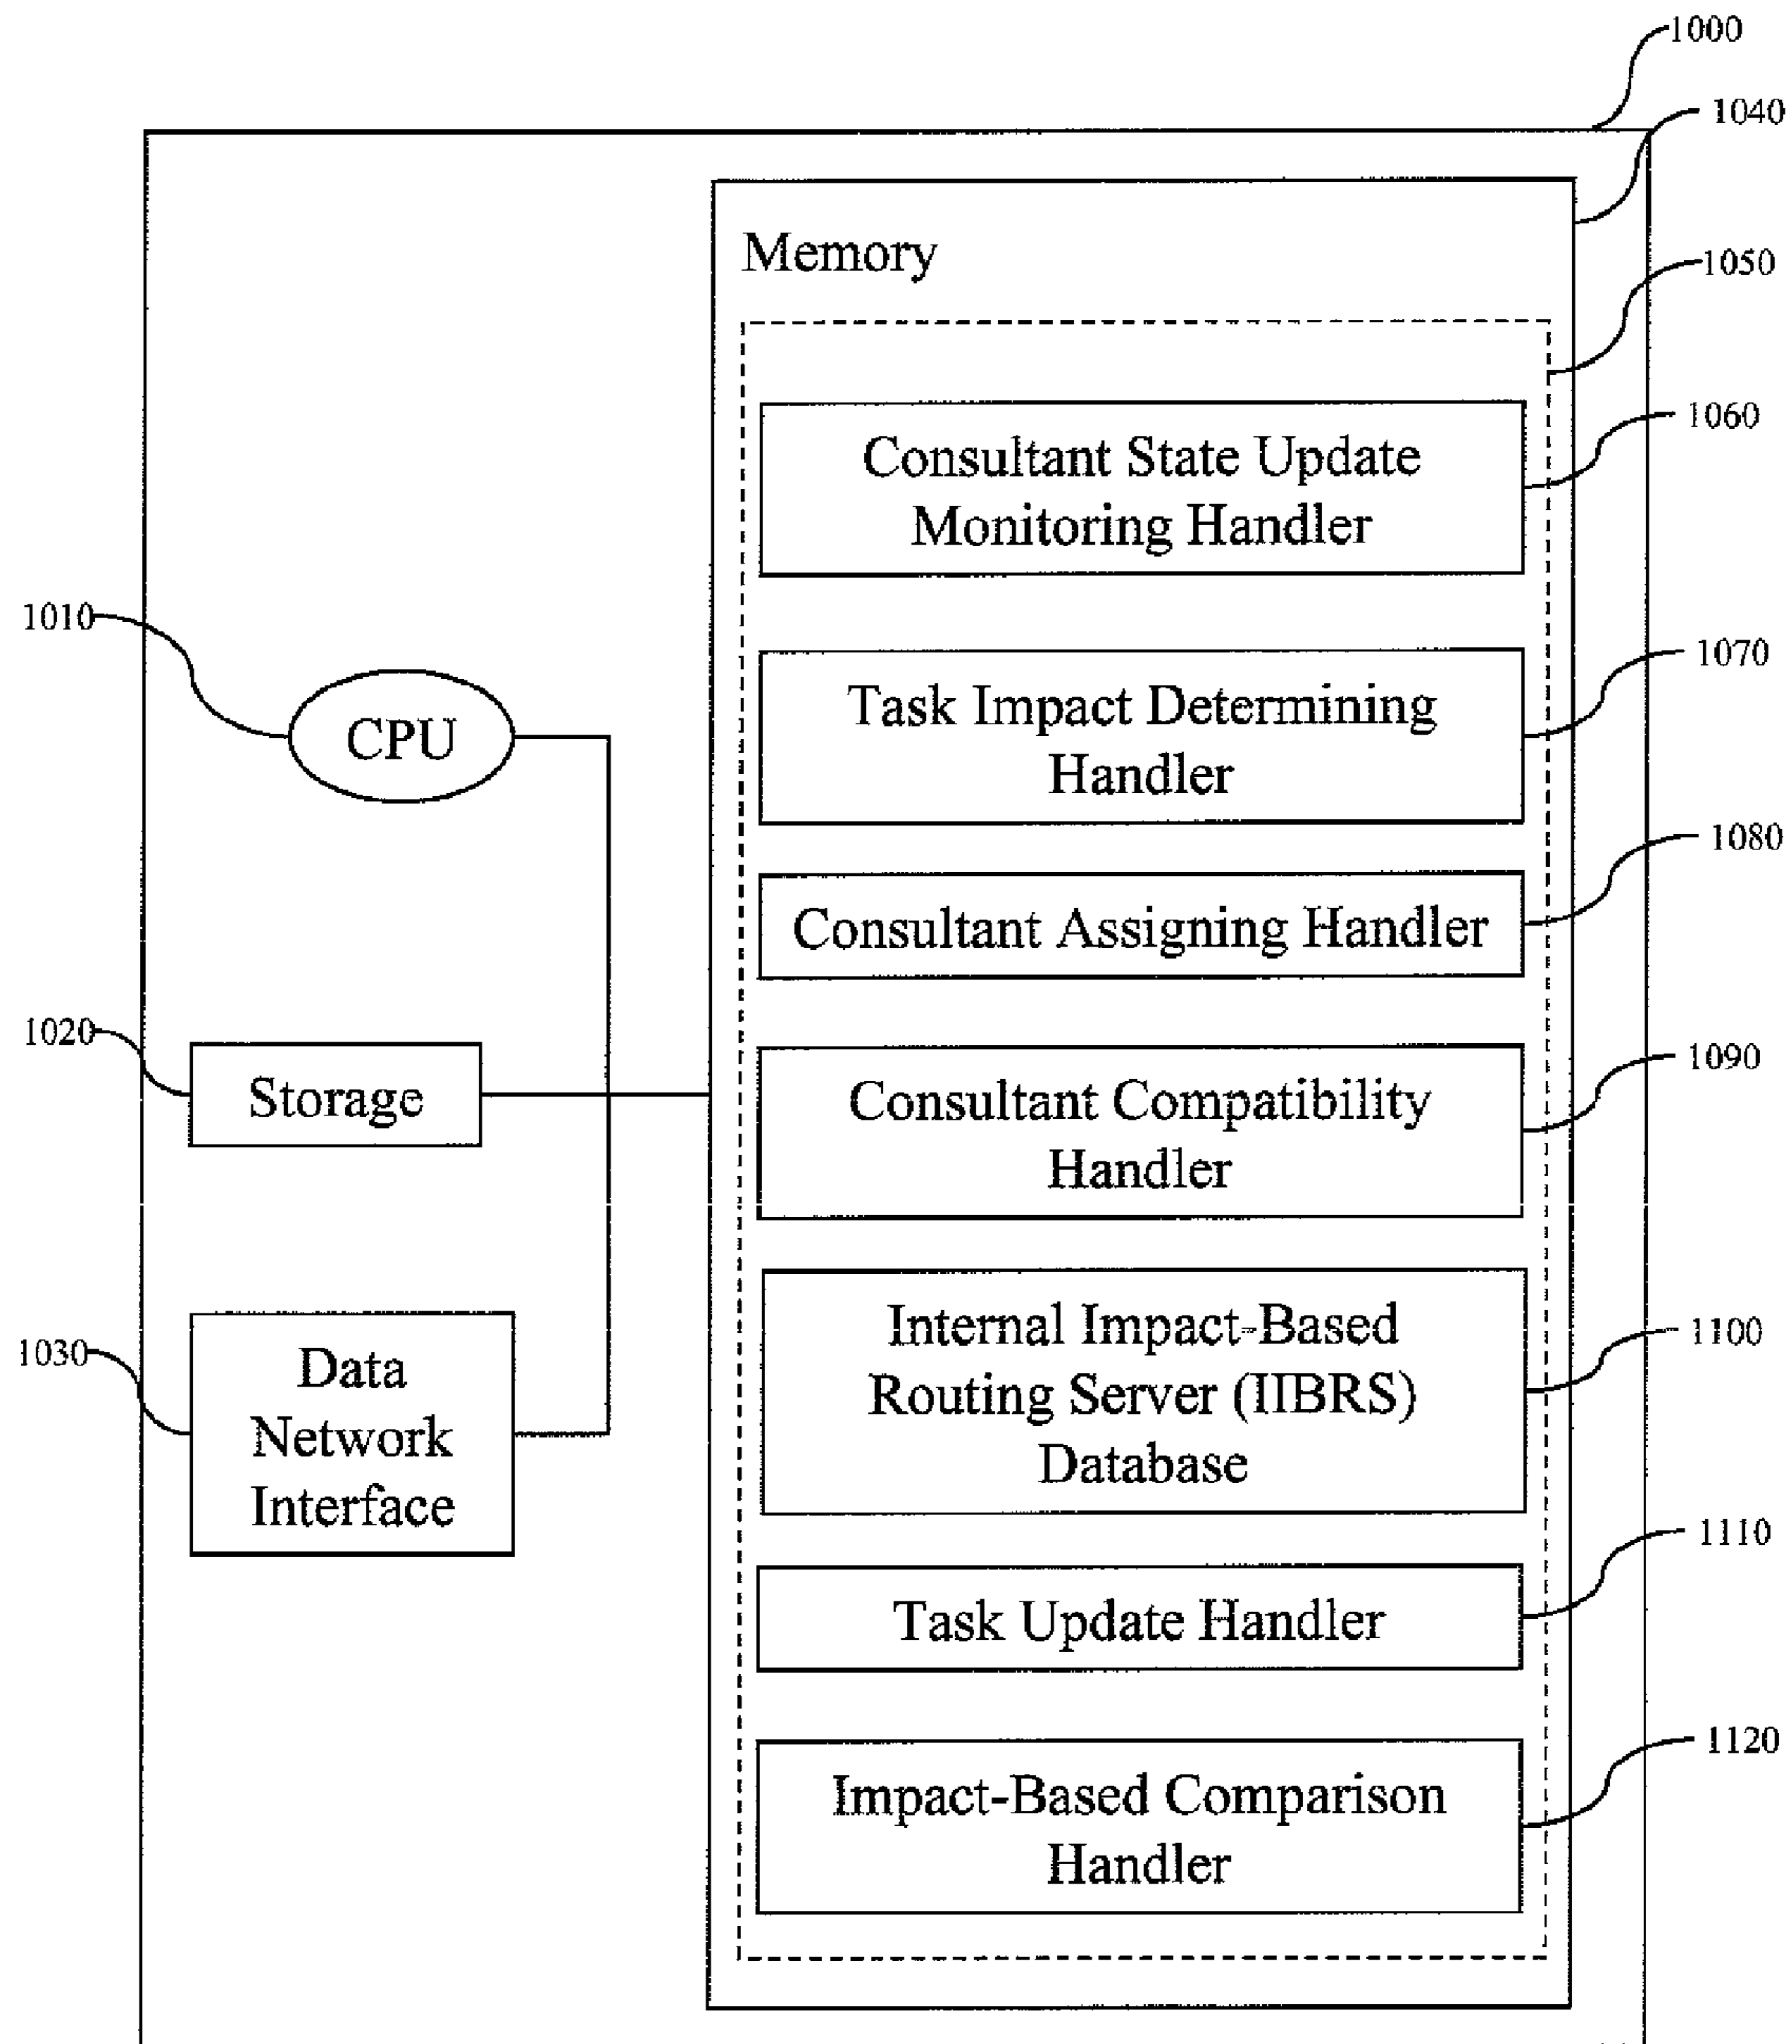 1000
1040
Memory
1050
Consultant State Update
Monitoring Handler
1060
1010
CPU
Task Impact Determining
Handler
1070
Consultant Assigning Handler
1080
1020
Storage
Consultant Compatibility
Handler
1090
1030
Data
Network
Interface
Internal Impact-Based
Routing Server (IIBRS)
Database
1100
Task Update Handler
1110
Impact-Based Comparison
Handler
1120